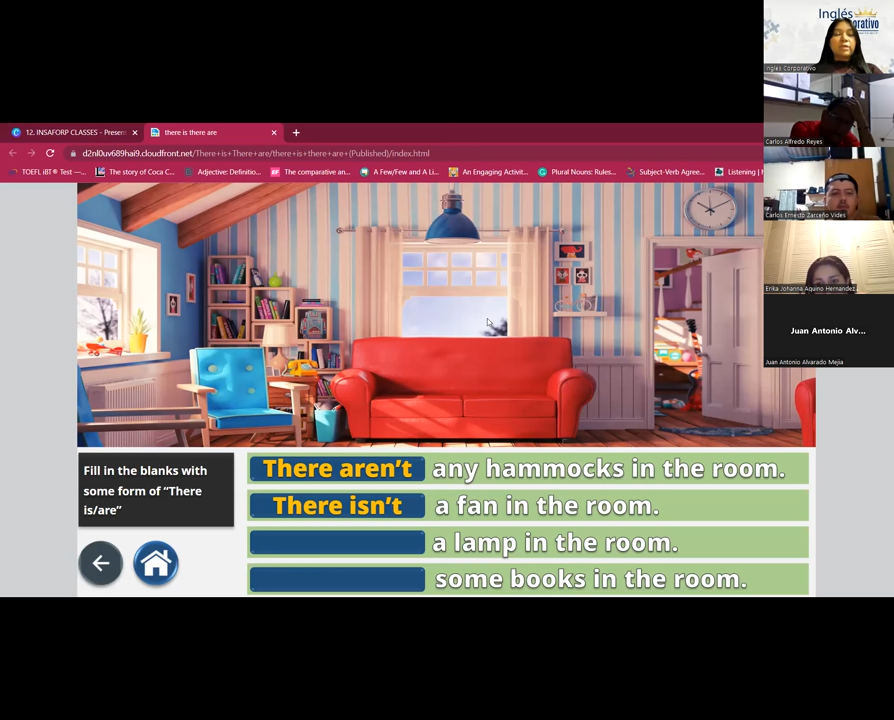 Inglés
orativo
Inglés Corporativo
Carlos Alfredo Reyes
Carlos Ernesto Zarceño Vides
Erika Johanna Aquino Hernandez
Juan Antonio Alv...
Juan Antonio Alvarado Mejia
12. INSAFORP CLASSES - Present
there is there are
d2nl0uv689hai9.cloudfront.net/There+is+There+are/there+is+there+are+(Published)/index.html
TOEFL iBT® Test —...
The story of Coca C...
Adjective: Definitio...
The comparative an...
A Few/Few and A Li...
An Engaging Activit...
Plural Nouns: Rules...
Subject-Verb Agree...
Listening |
Fill in the blanks with
some form of "There
is/are"
There aren't any hammocks in the room.
There isn't a fan in the room.
a lamp in the room.
some books in the room.